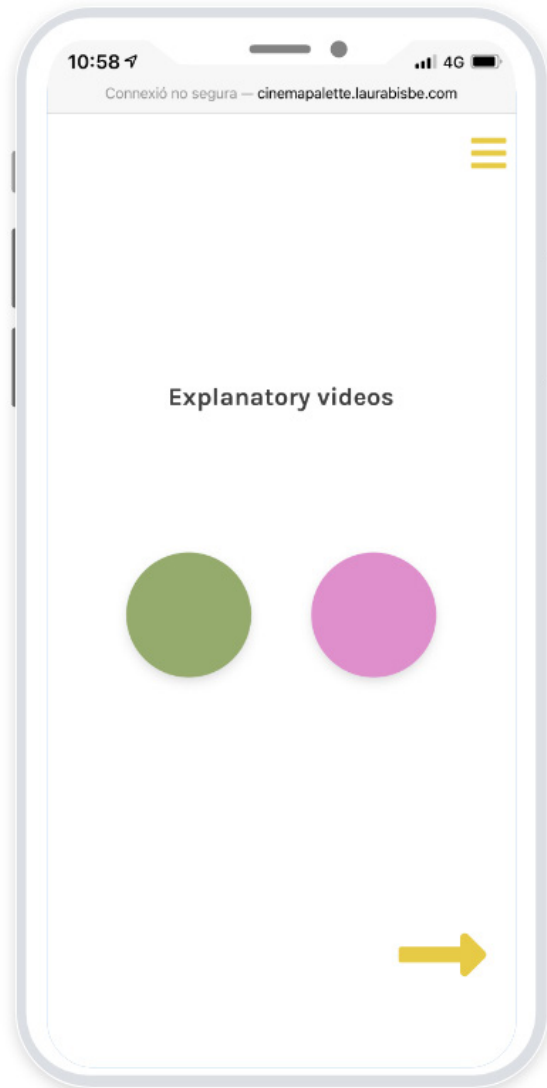 10:58 4G
Connexió no segura — cinemapalette.laurabisbe.com
Explanatory videos